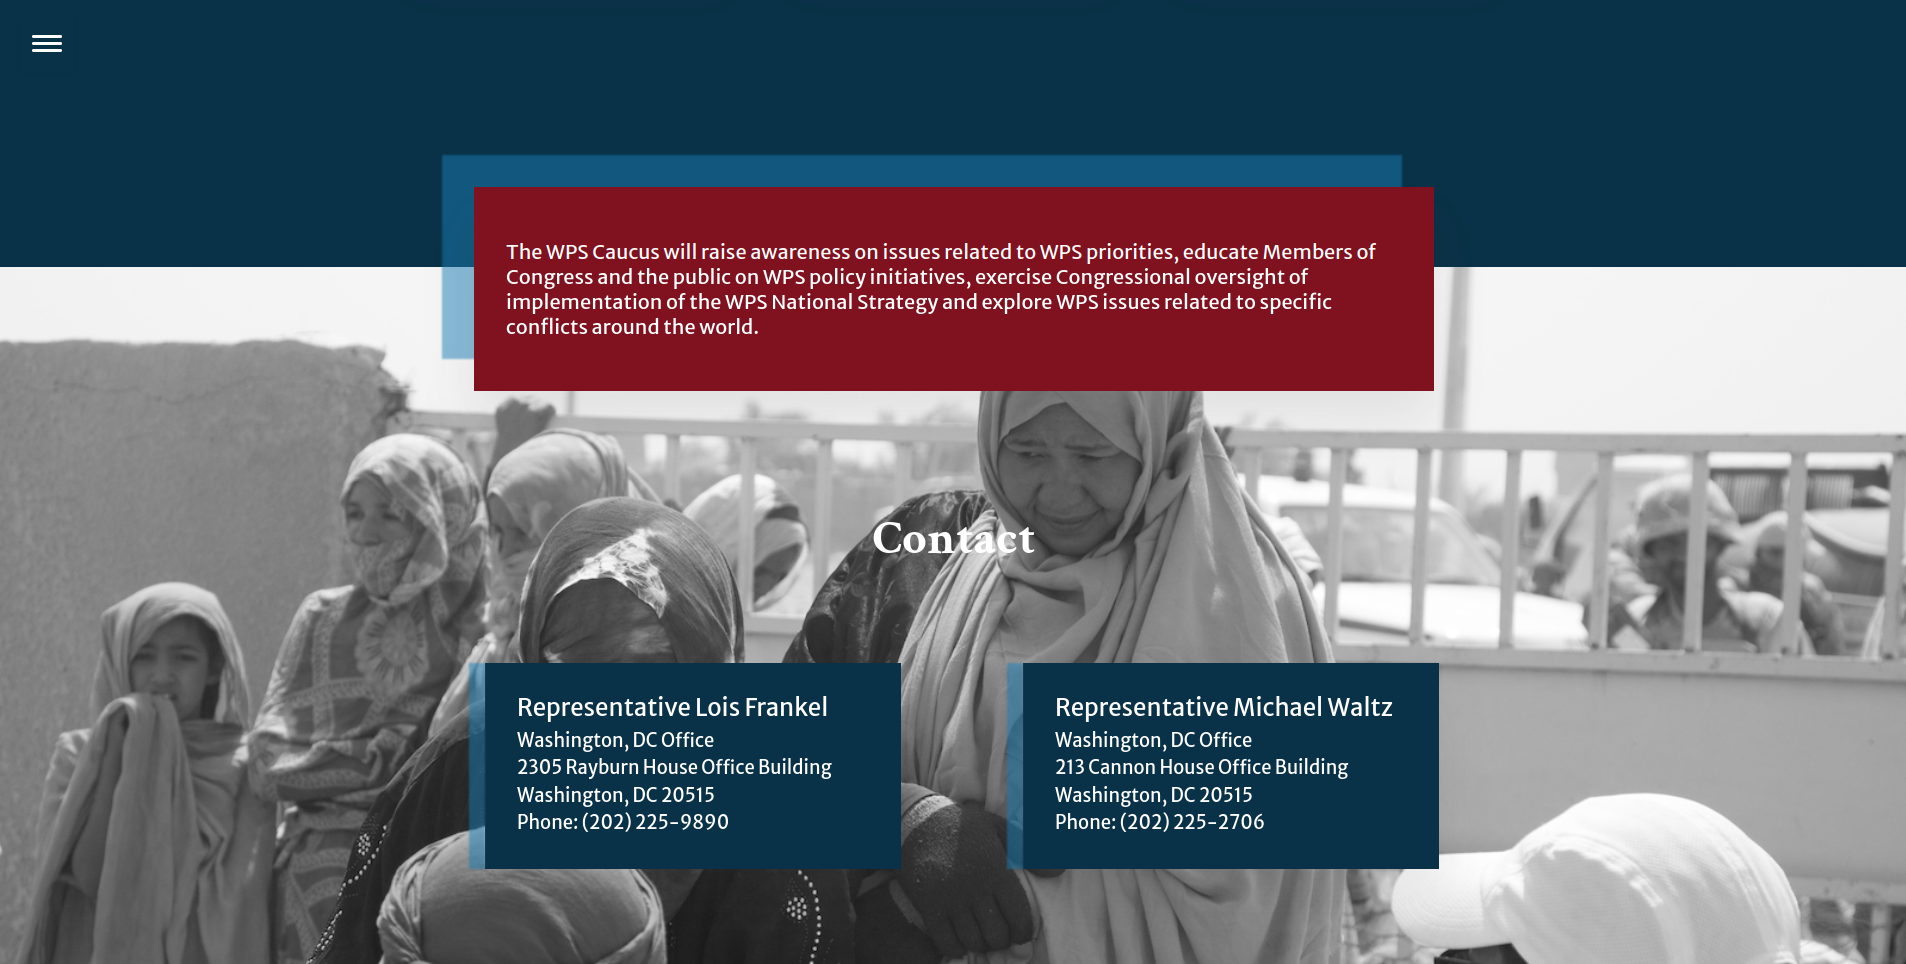 The WPS Caucus will raise awareness on issues related to WPS priorities, educate Members of
Congress and the public on WPS policy initiatives, exercise Congressional oversight of
implementation of the WPS National Strategy and explore WPS issues related to specific
conflicts around the world.
Contact
Representative Lois Frankel
Washington, DC Office
2305 Rayburn House Office Building
Washington, DC 20515
Phone: (202) 225-9890
Representative Michael Waltz
Washington, DC Office
213 Cannon House Office Building
Washington, DC 20515
Phone: (202) 225-2706